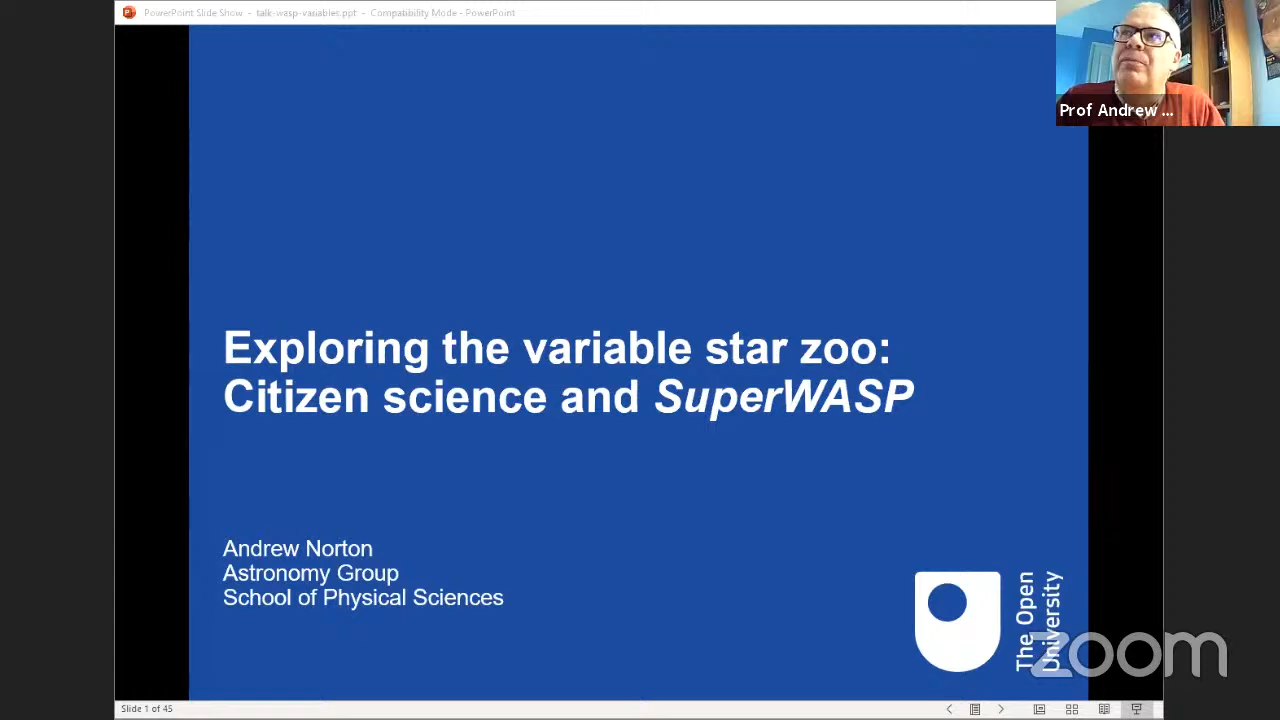 PowerPoint Slide Show - talk-wasp-variables.ppt - Compatibility Mode - PowerPoint
Prof Andrew ...
Exploring the variable star zoo:
Citizen science and SuperWASP
Andrew Norton
Astronomy Group
School of Physical Sciences
The Open
University
zoom
Slide 1 of 45